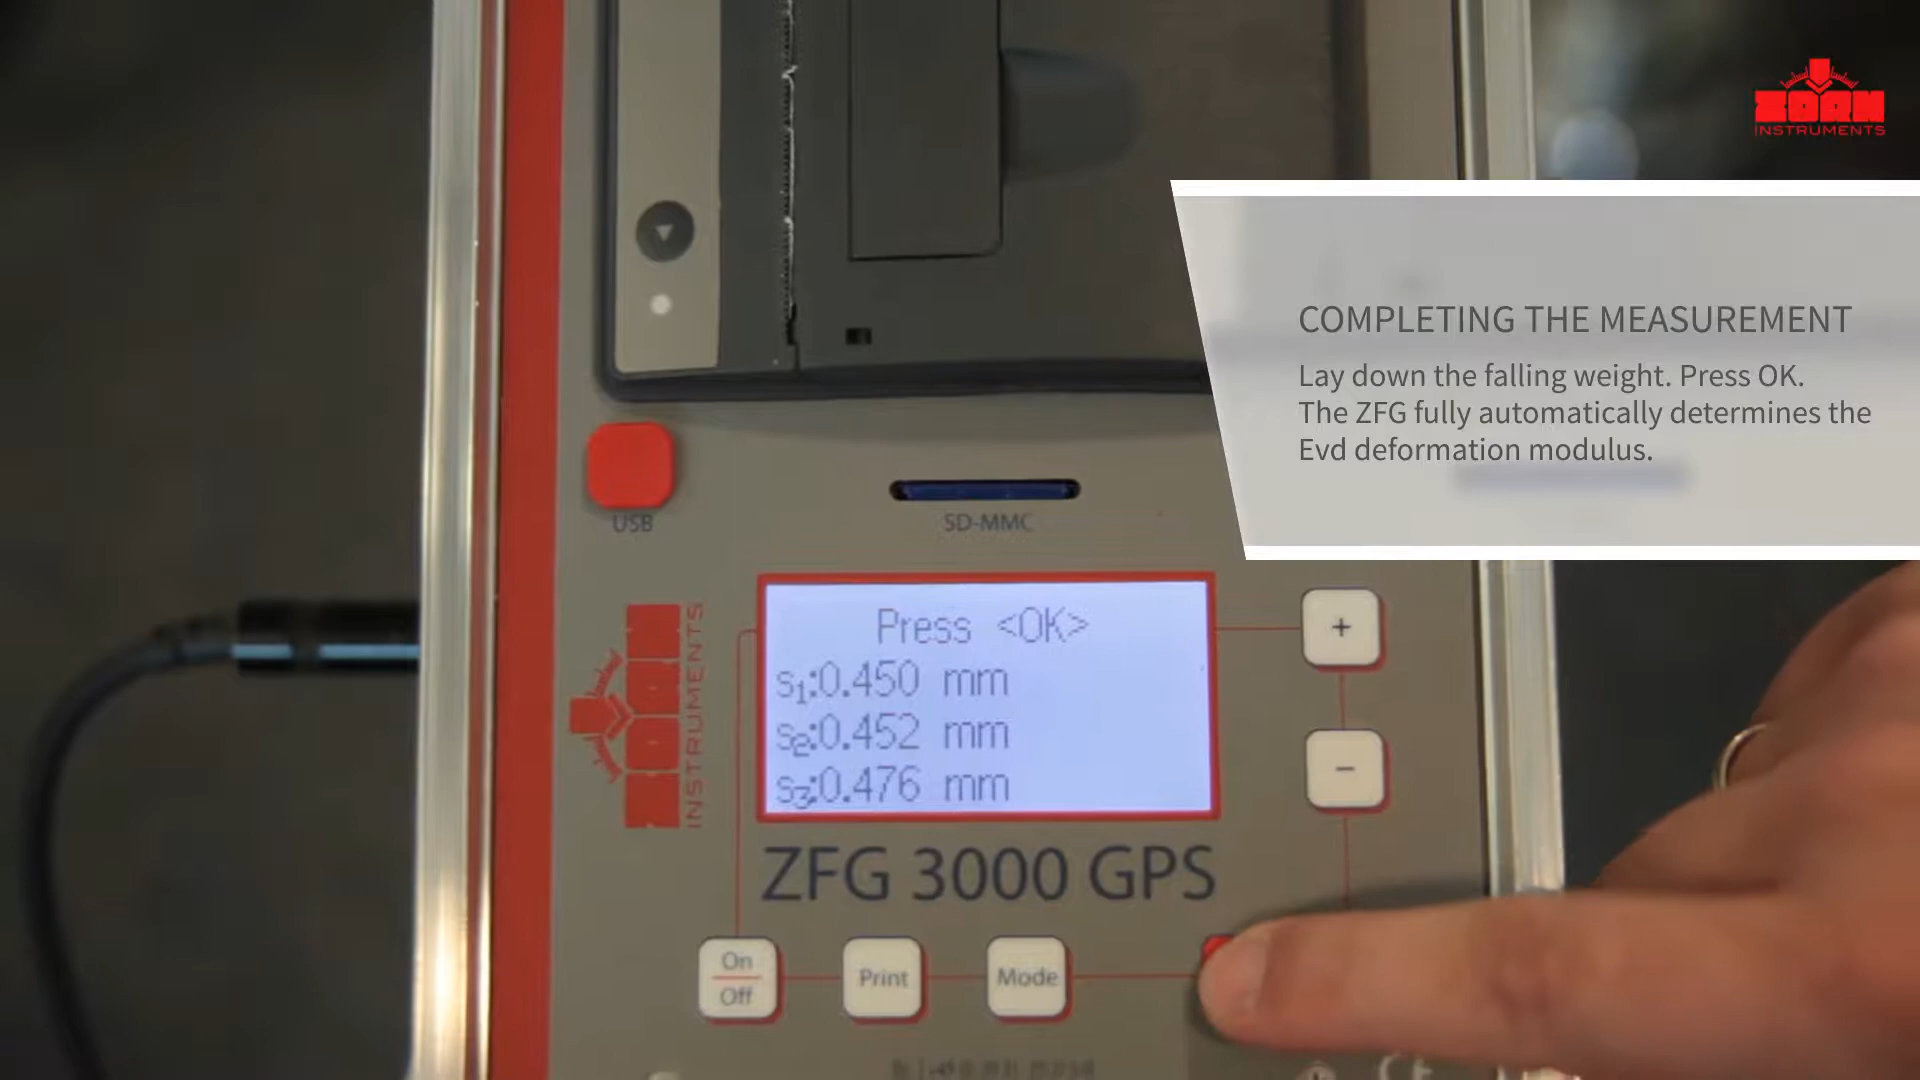 ZORN
INSTRUMENTS
COMPLETING THE MEASUREMENT
Lay down the falling weight. Press OK.
The ZFG fully automatically determines the
Evd deformation modulus.
USB
SD-MMC
Press <OK>
s1:0.450 mm
s2:0.452 mm
s3:0.476 mm
INSTRUMENTS
+
−
ZFG 3000 GPS
On
Off
Print
Mode